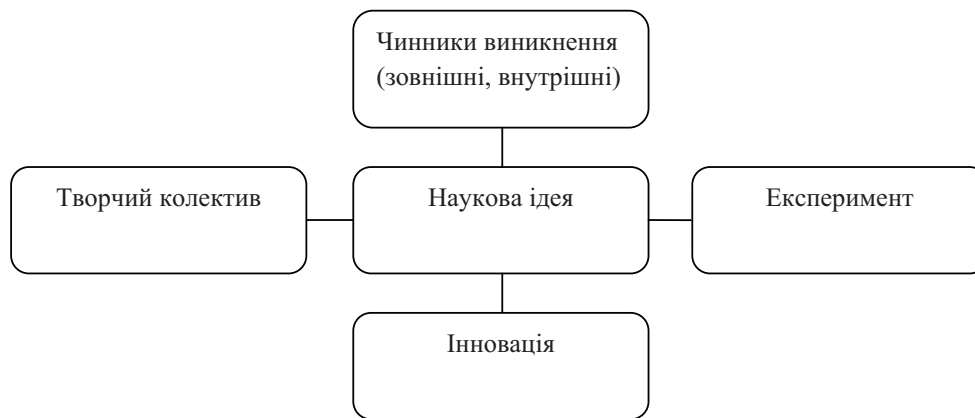 Чинники виникнення
(зовнішні, внутрішні)
Творчий колектив
Наукова ідея
Експеримент
Інновація